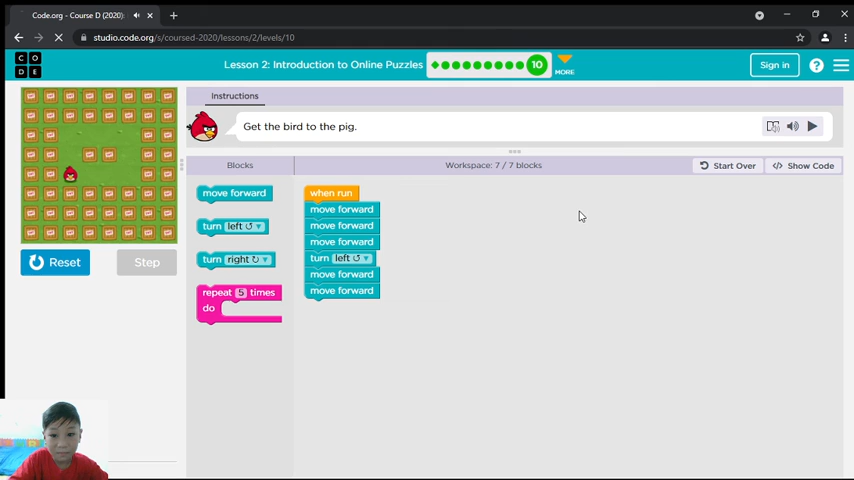 Code.org - Course D (2020):
studio.code.org/s/coursed-2020/lessons/2/levels/10
C O
D E
Lesson 2: Introduction to Online Puzzles
10
MORE
Sign in
?
Instructions
Get the bird to the pig.
Blocks
Workspace: 7 / 7 blocks
Start Over
Show Code
move forward
turn left ↺
turn right ↻
repeat 5 times
do
when run
move forward
move forward
move forward
turn left ↺
move forward
move forward
Reset
Step